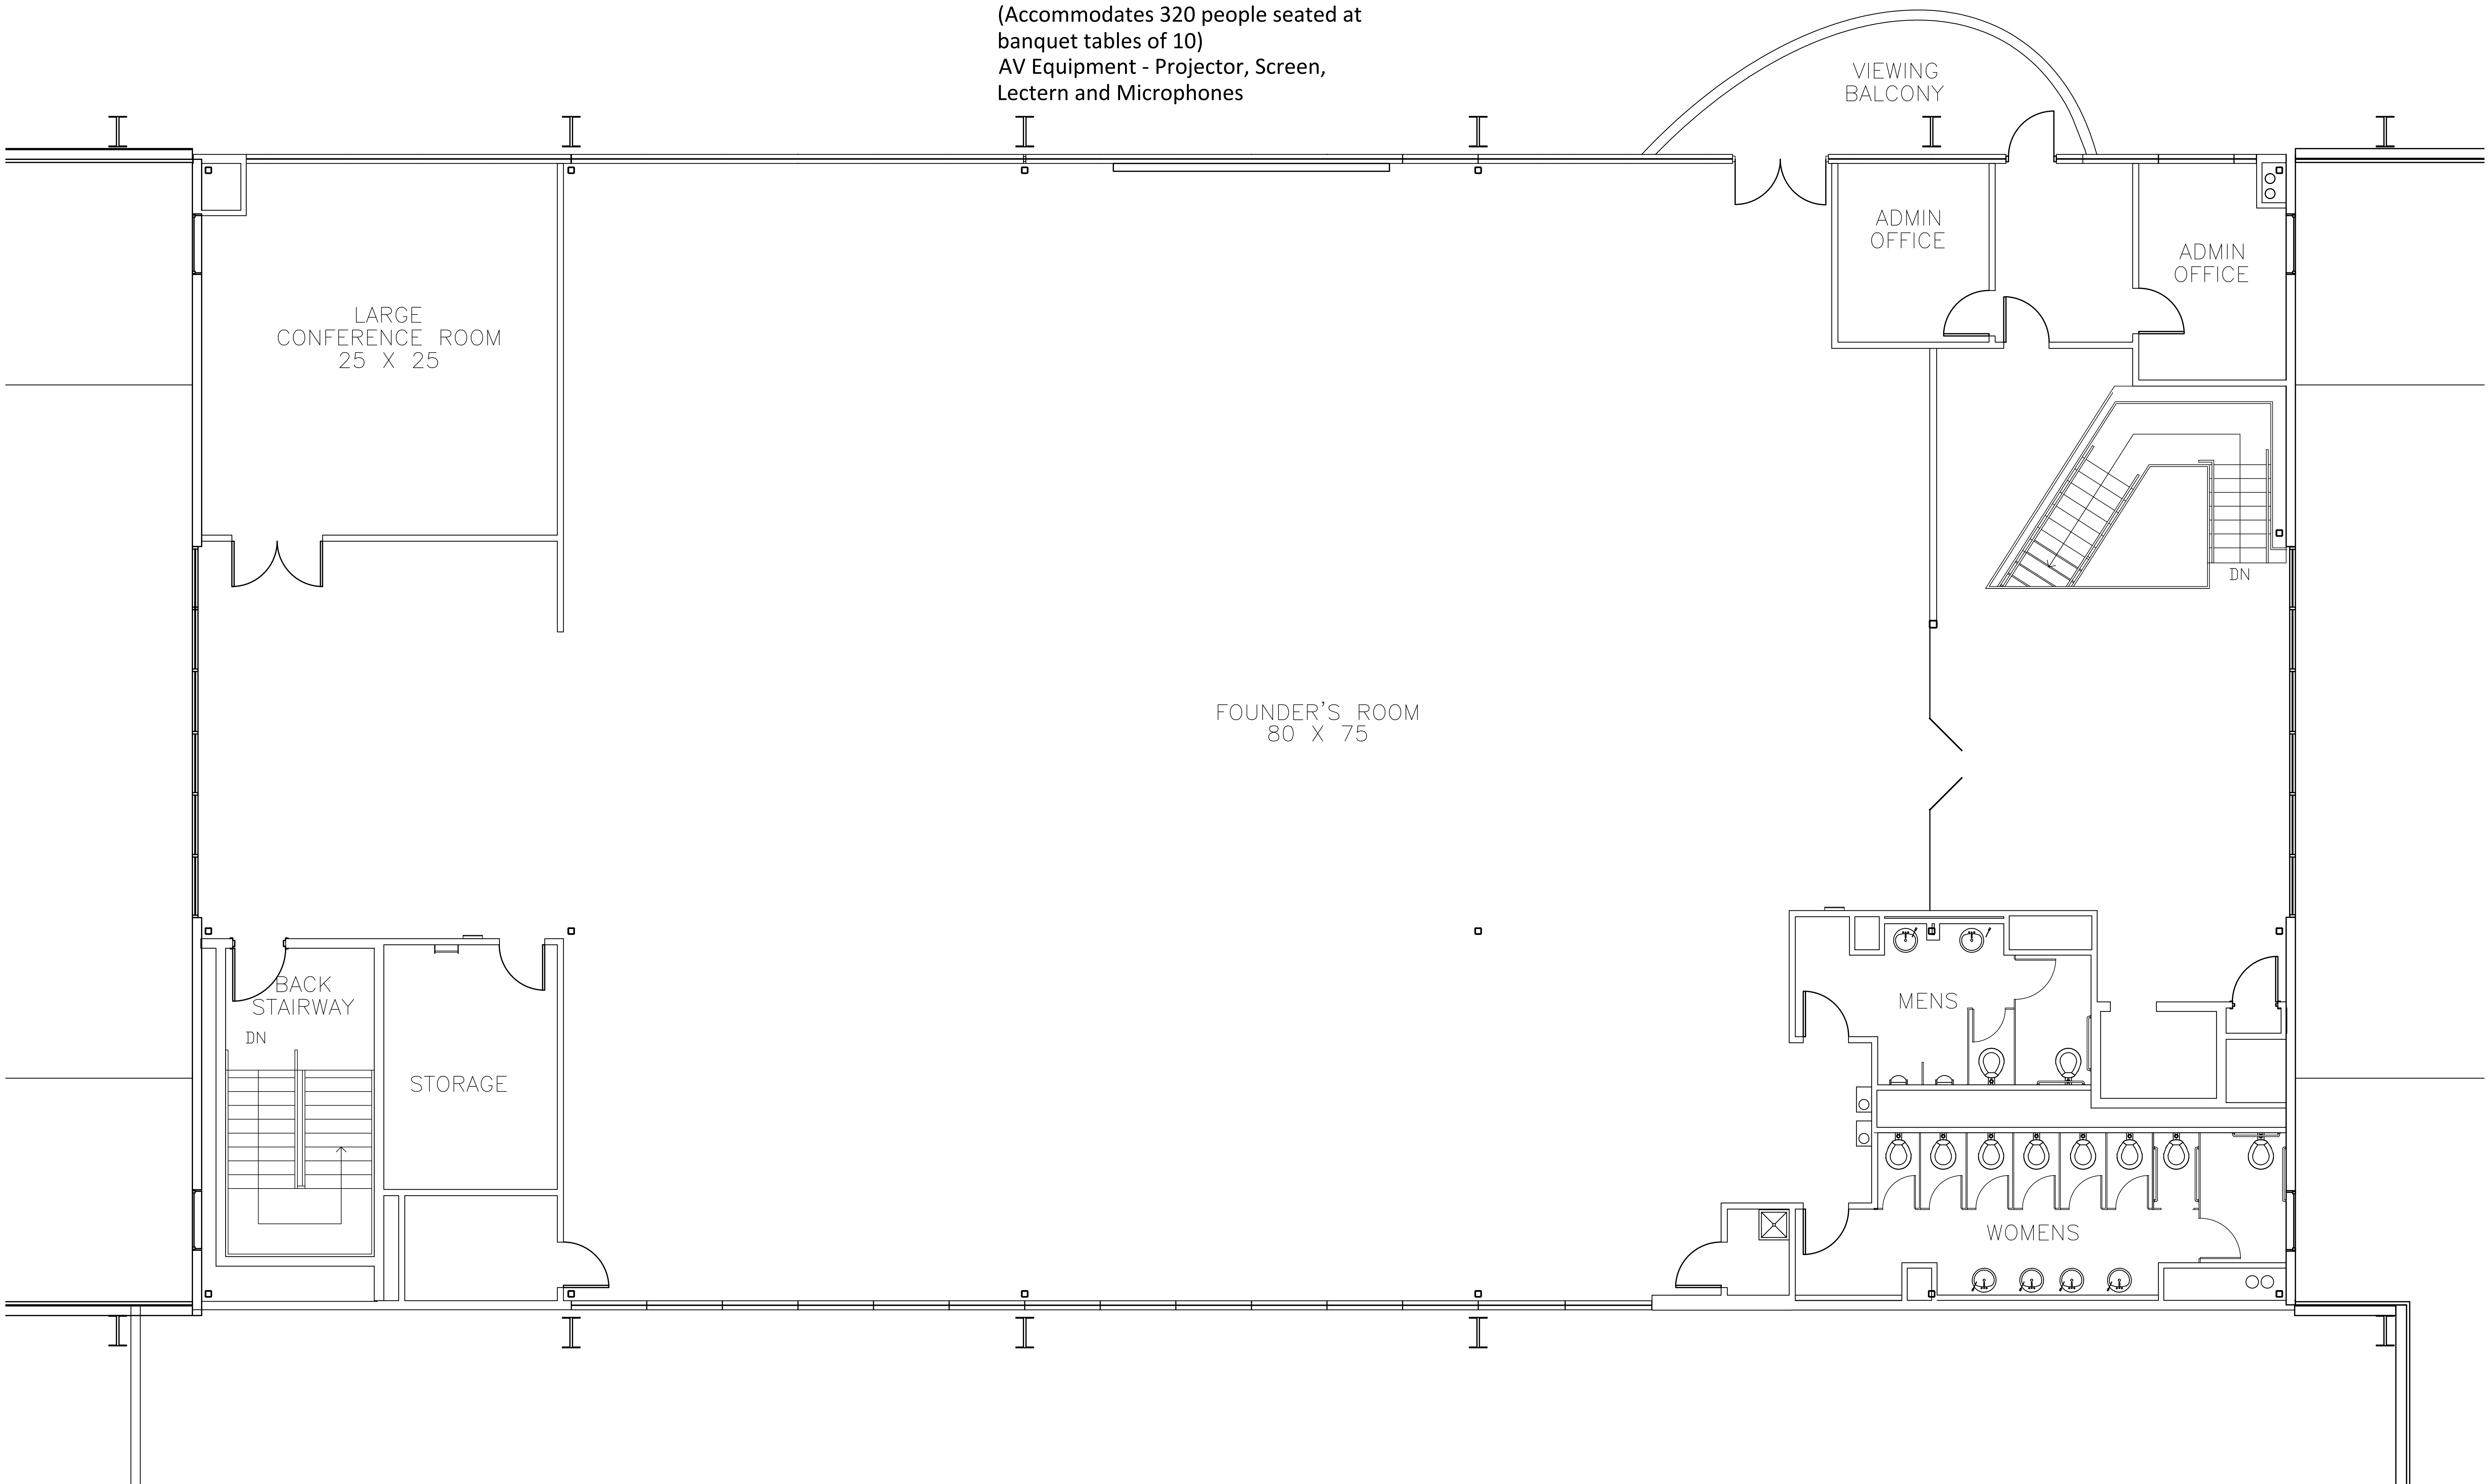 (Accommodates 320 people seated at
banquet tables of 10)
AV Equipment - Projector, Screen,
Lectern and Microphones
VIEWING
BALCONY
ADMIN
OFFICE
ADMIN
OFFICE
LARGE
CONFERENCE ROOM
25 X 25
DN
FOUNDER'S ROOM
80 X 75
BACK
STAIRWAY
DN
MENS
STORAGE
WOMENS